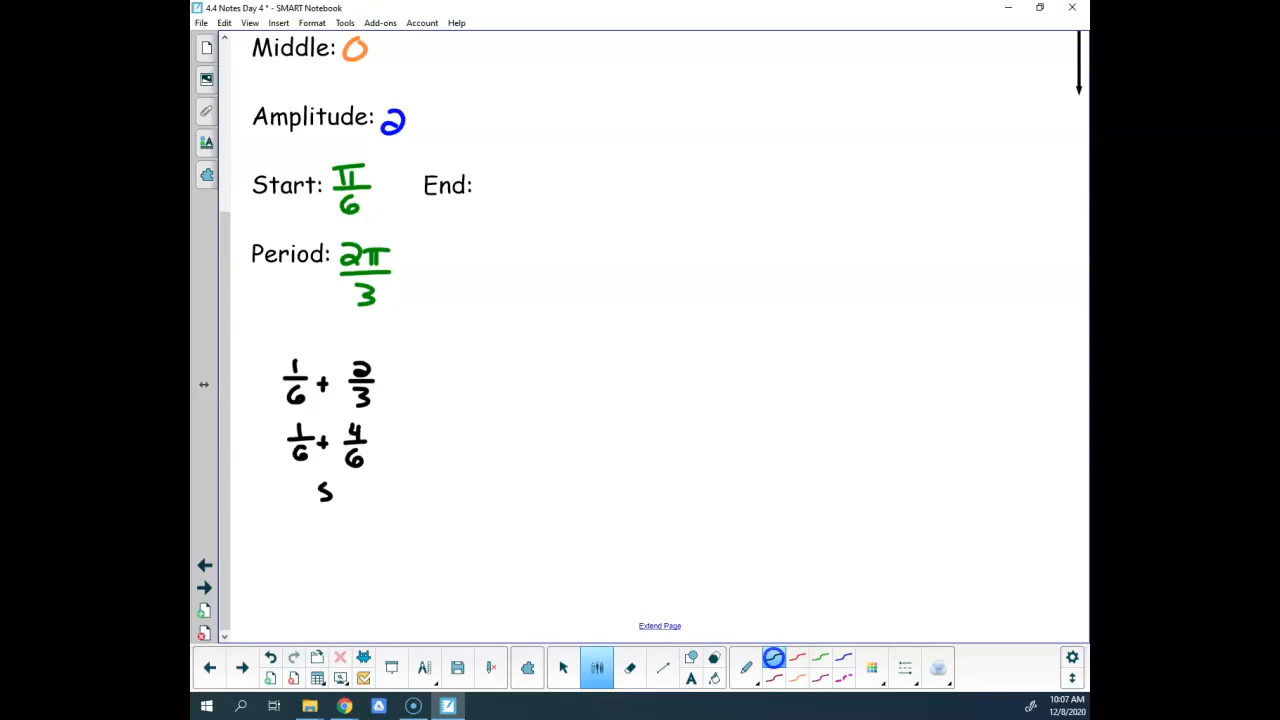 4.4 Notes Day 4 * - SMART Notebook
File Edit View Insert Format Tools Add-ons Account Help
Middle: 0
Amplitude: 2
Start: π/6 End:
Period: 2π/3
1/6 + 2/3
1/6 + 4/6
5
Extend Page
10:07 AM
12/8/2020